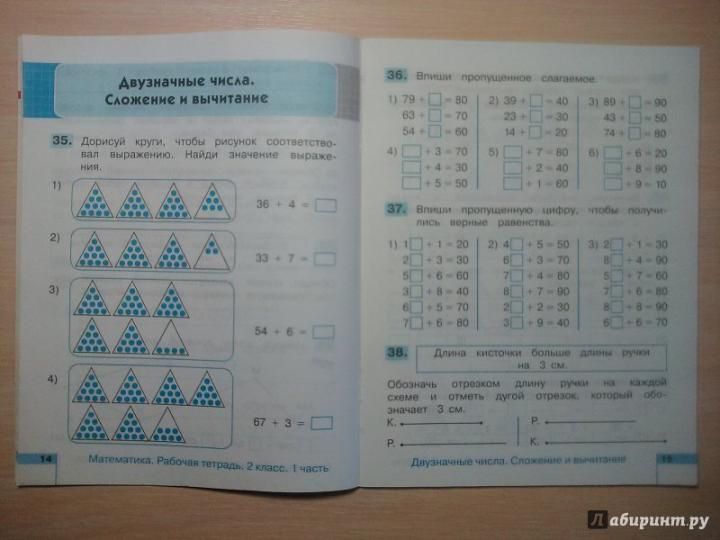 Двузначные числа.
Сложение и вычитание
35. Дорисуй круги, чтобы рисунок соответство-
вал выражению. Найди значение выраже-
ния.
1)
36 + 4 = □
2)
33 + 7 = □
3)
54 + 6 = □
4)
67 + 3 = □
14
Математика. Рабочая тетрадь. 2 класс. 1 часть
36. Впиши пропущенное слагаемое.
1) 79 + □ = 80 2) 39 + □ = 40 3) 89 + □ = 90
63 + □ = 70 23 + □ = 30 43 + □ = 50
54 + □ = 60 14 + □ = 20 74 + □ = 80
4) □ + 3 = 70 5) □ + 7 = 80 6) □ + 6 = 20
□ + 4 = 30 □ + 2 = 40 □ + 8 = 90
□ + 5 = 50 □ + 1 = 60 □ + 9 = 10
37. Впиши пропущенную цифру, чтобы получи-
лись верные равенства.
1) 1□ + 1 = 20 2) 4□ + 5 = 50 3) 2□ + 1 = 30
2□ + 3 = 30 6□ + 3 = 70 8□ + 4 = 90
5□ + 6 = 60 7□ + 4 = 80 5□ + 7 = 60
3□ + 8 = 40 8□ + 7 = 90 7□ + 6 = 80
6□ + 5 = 70 2□ + 2 = 30 8□ + 8 = 90
7□ + 6 = 80 3□ + 9 = 40 6□ + 6 = 70
38. Длина кисточки больше длины ручки
на 3 см.
Обозначь отрезком длину ручки на каждой
схеме и отметь дугой отрезок, который обо-
значает 3 см.
К. Р.
Р. К.
Двузначные числа. Сложение и вычитание
15
Лабиринт.ру